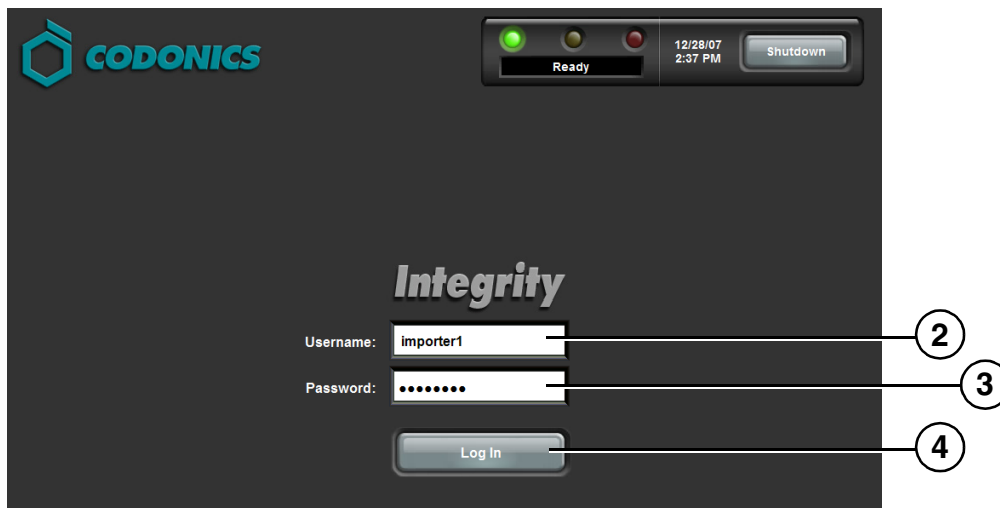 CODONICS
Ready
12/28/07
2:37 PM
Shutdown
Integrity
Username: importer1 2
Password: •••••••• 3
Log In 4